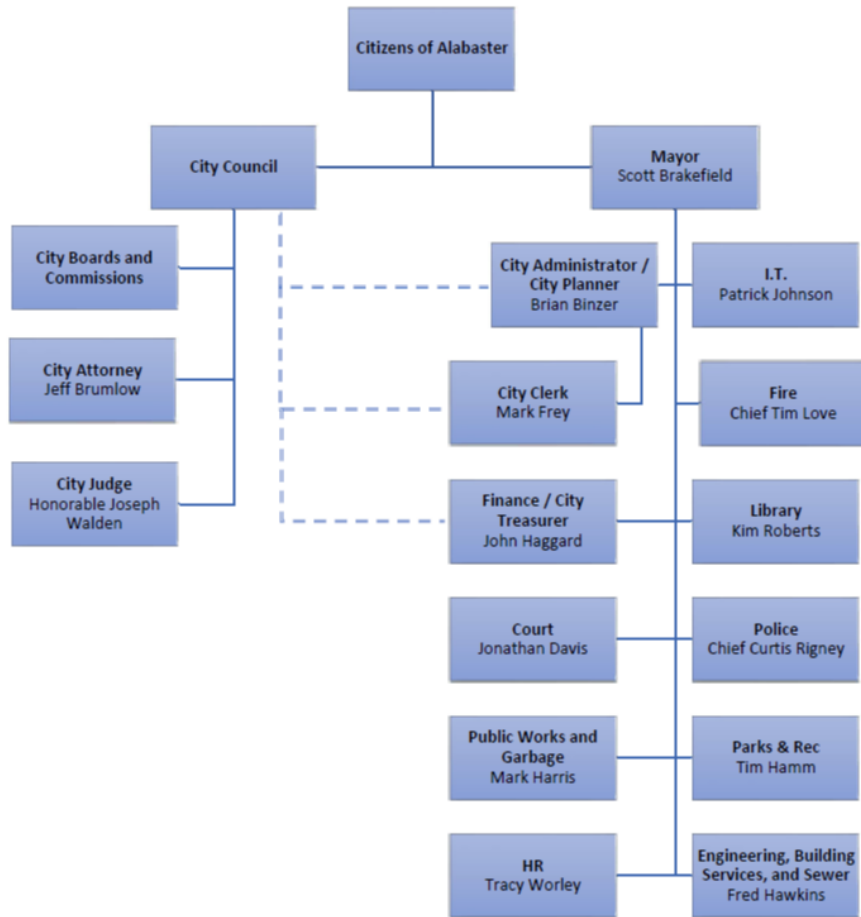 Citizens of Alabaster
City Council
Mayor
Scott Brakefield
City Boards and
Commissions
City Administrator /
City Planner
Brian Binzer
I.T.
Patrick Johnson
City Attorney
Jeff Brumlow
City Clerk
Mark Frey
Fire
Chief Tim Love
City Judge
Honorable Joseph
Walden
Finance / City
Treasurer
John Haggard
Library
Kim Roberts
Court
Jonathan Davis
Police
Chief Curtis Rigney
Public Works and
Garbage
Mark Harris
Parks & Rec
Tim Hamm
HR
Tracy Worley
Engineering, Building
Services, and Sewer
Fred Hawkins